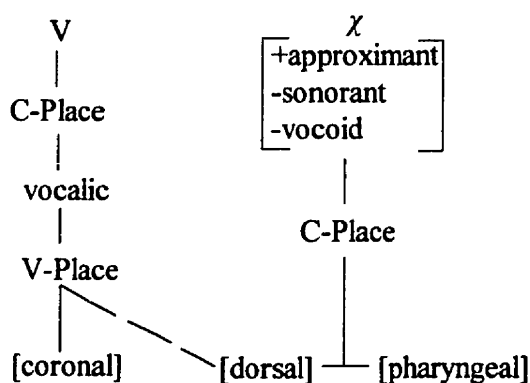 V
χ
+approximant
-sonorant
-vocoid
C-Place
vocalic
C-Place
V-Place
[coronal]
[dorsal]
[pharyngeal]